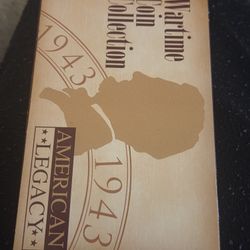 Wartime
Coin
Collection
1943
1943
AMERICAN
★★LEGACY★★